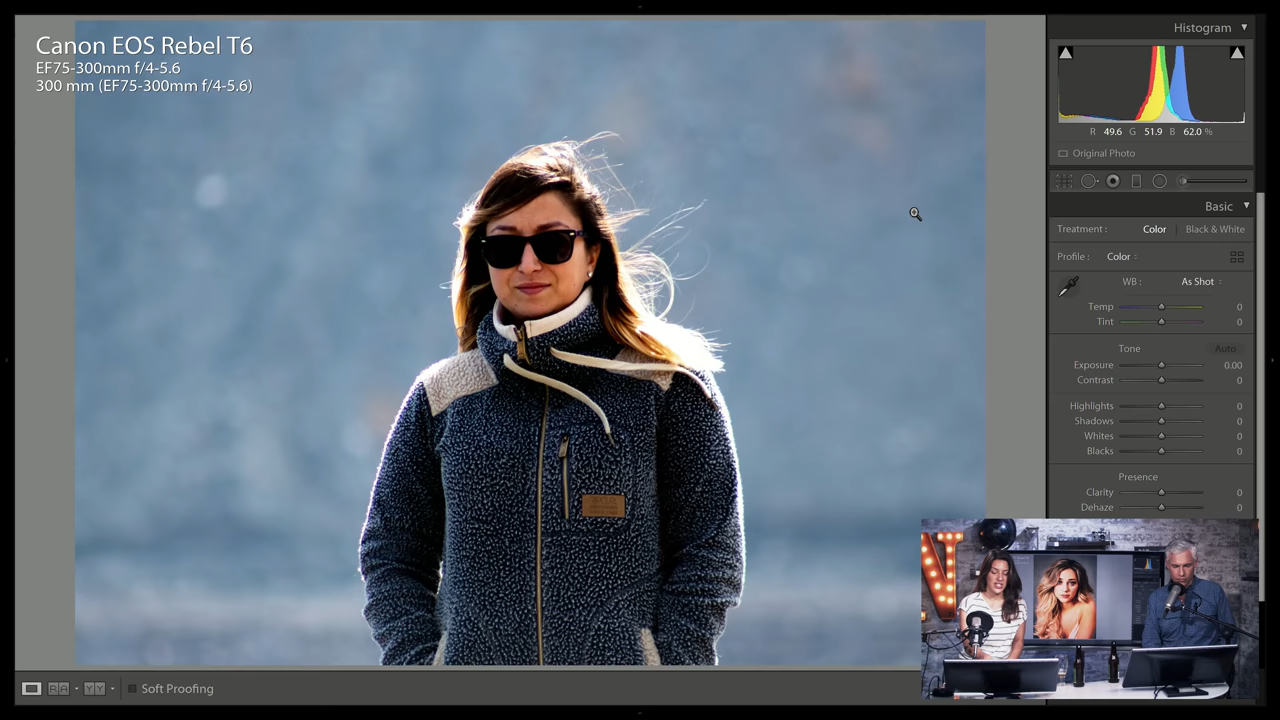 Canon EOS Rebel T6
EF75-300mm f/4-5.6
300 mm (EF75-300mm f/4-5.6)
Histogram
R 49.6 G 51.9 B 62.0 %
Original Photo
Basic
Treatment : Color Black & White
Profile : Color
WB : As Shot
Temp 0
Tint 0
Tone Auto
Exposure 0.00
Contrast 0
Highlights 0
Shadows 0
Whites 0
Blacks 0
Presence
Clarity 0
Dehaze 0
N
Soft Proofing